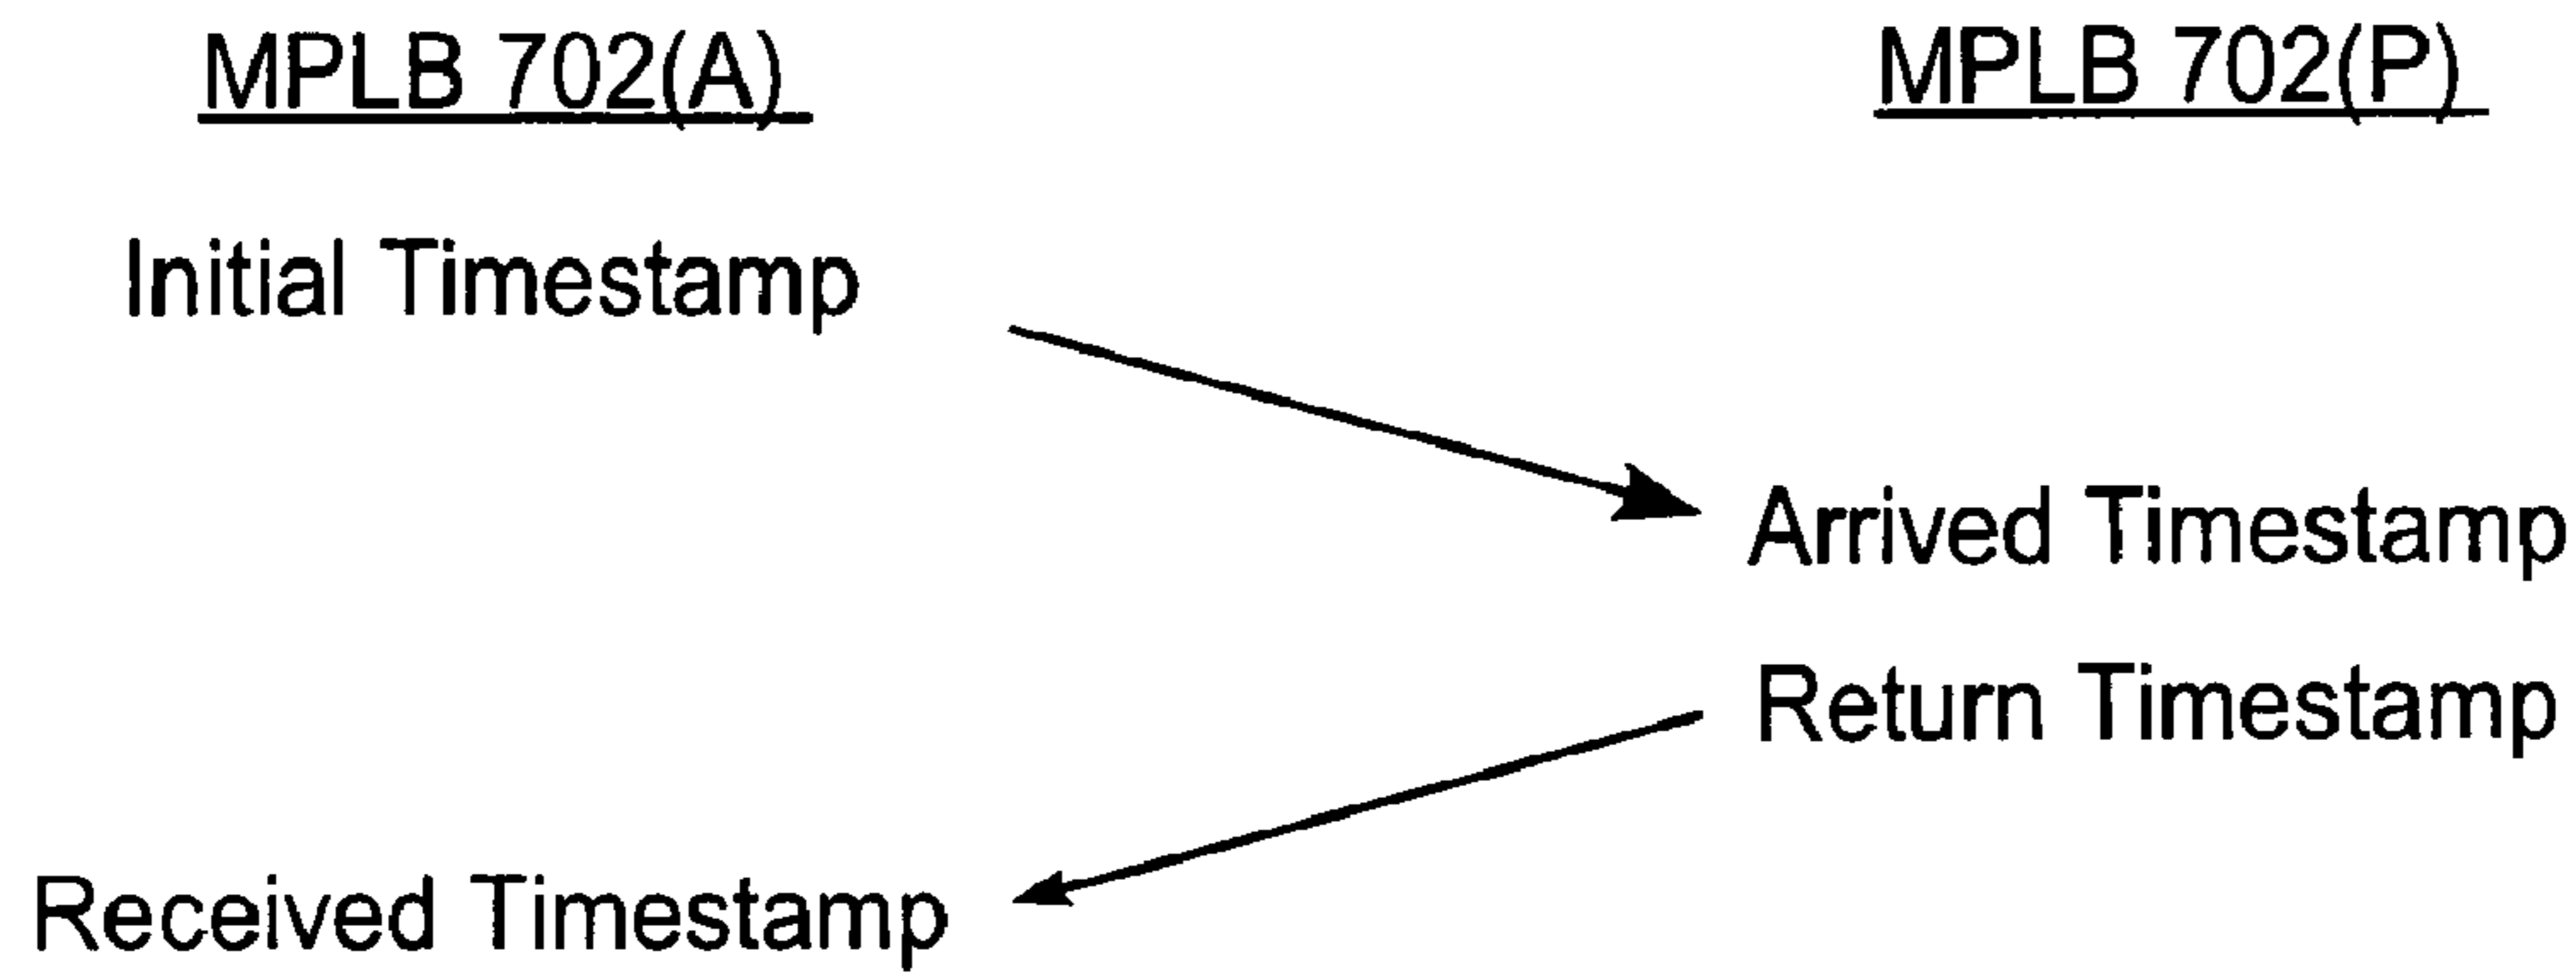 MPLB 702(A)
MPLB 702(P)
Initial Timestamp
Arrived Timestamp
Return Timestamp
Received Timestamp